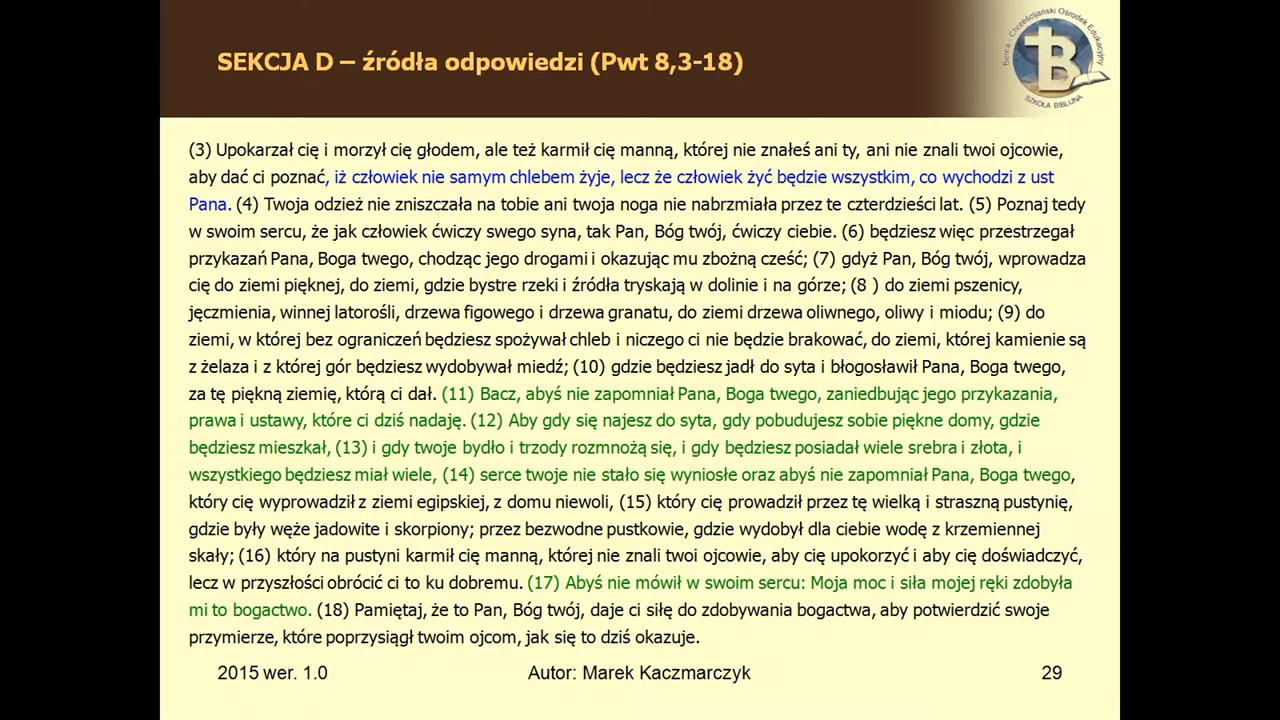 SEKCJA D – źródła odpowiedzi (Pwt 8,3-18)
Berea - Chrześcijański Ośrodek Edukacyjny
B
SZKOŁA BIBLIJNA
(3) Upokarzał cię i morzył cię głodem, ale też karmił cię manną, której nie znałeś ani ty, ani nie znali twoi ojcowie,
aby dać ci poznać, iż człowiek nie samym chlebem żyje, lecz że człowiek żyć będzie wszystkim, co wychodzi z ust
Pana. (4) Twoja odzież nie zniszczała na tobie ani twoja noga nie nabrzmiała przez te czterdzieści lat. (5) Poznaj tedy
w swoim sercu, że jak człowiek ćwiczy swego syna, tak Pan, Bóg twój, ćwiczy ciebie. (6) będziesz więc przestrzegał
przykazań Pana, Boga twego, chodząc jego drogami i okazując mu zbożną cześć; (7) gdyż Pan, Bóg twój, wprowadza
cię do ziemi pięknej, do ziemi, gdzie bystre rzeki i źródła tryskają w dolinie i na górze; (8 ) do ziemi pszenicy,
jęczmienia, winnej latorośli, drzewa figowego i drzewa granatu, do ziemi drzewa oliwnego, oliwy i miodu; (9) do
ziemi, w której bez ograniczeń będziesz spożywał chleb i niczego ci nie będzie brakować, do ziemi, której kamienie są
z żelaza i z której gór będziesz wydobywał miedź; (10) gdzie będziesz jadł do syta i błogosławił Pana, Boga twego,
za tę piękną ziemię, którą ci dał. (11) Bacz, abyś nie zapomniał Pana, Boga twego, zaniedbując jego przykazania,
prawa i ustawy, które ci dziś nadaję. (12) Aby gdy się najesz do syta, gdy pobudujesz sobie piękne domy, gdzie
będziesz mieszkał, (13) i gdy twoje bydło i trzody rozmnożą się, i gdy będziesz posiadał wiele srebra i złota, i
wszystkiego będziesz miał wiele, (14) serce twoje nie stało się wyniosłe oraz abyś nie zapomniał Pana, Boga twego,
który cię wyprowadził z ziemi egipskiej, z domu niewoli, (15) który cię prowadził przez tę wielką i straszną pustynię,
gdzie były węże jadowite i skorpiony; przez bezwodne pustkowie, gdzie wydobył dla ciebie wodę z krzemiennej
skały; (16) który na pustyni karmił cię manną, której nie znali twoi ojcowie, aby cię upokorzyć i aby cię doświadczyć,
lecz w przyszłości obrócić ci to ku dobremu. (17) Abyś nie mówił w swoim sercu: Moja moc i siła mojej ręki zdobyła
mi to bogactwo. (18) Pamiętaj, że to Pan, Bóg twój, daje ci siłę do zdobywania bogactwa, aby potwierdzić swoje
przymierze, które poprzysiągł twoim ojcom, jak się to dziś okazuje.
2015 wer. 1.0
Autor: Marek Kaczmarczyk
29